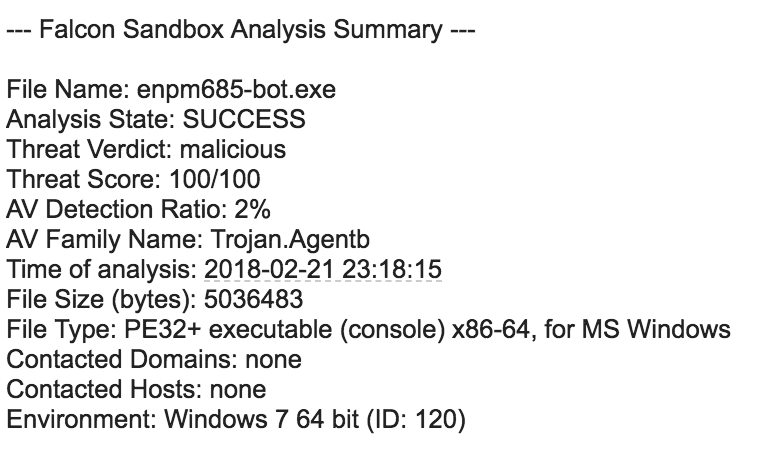 --- Falcon Sandbox Analysis Summary ---
File Name: enpm685-bot.exe
Analysis State: SUCCESS
Threat Verdict: malicious
Threat Score: 100/100
AV Detection Ratio: 2%
AV Family Name: Trojan.Agentb
Time of analysis: 2018-02-21 23:18:15
File Size (bytes): 5036483
File Type: PE32+ executable (console) x86-64, for MS Windows
Contacted Domains: none
Contacted Hosts: none
Environment: Windows 7 64 bit (ID: 120)